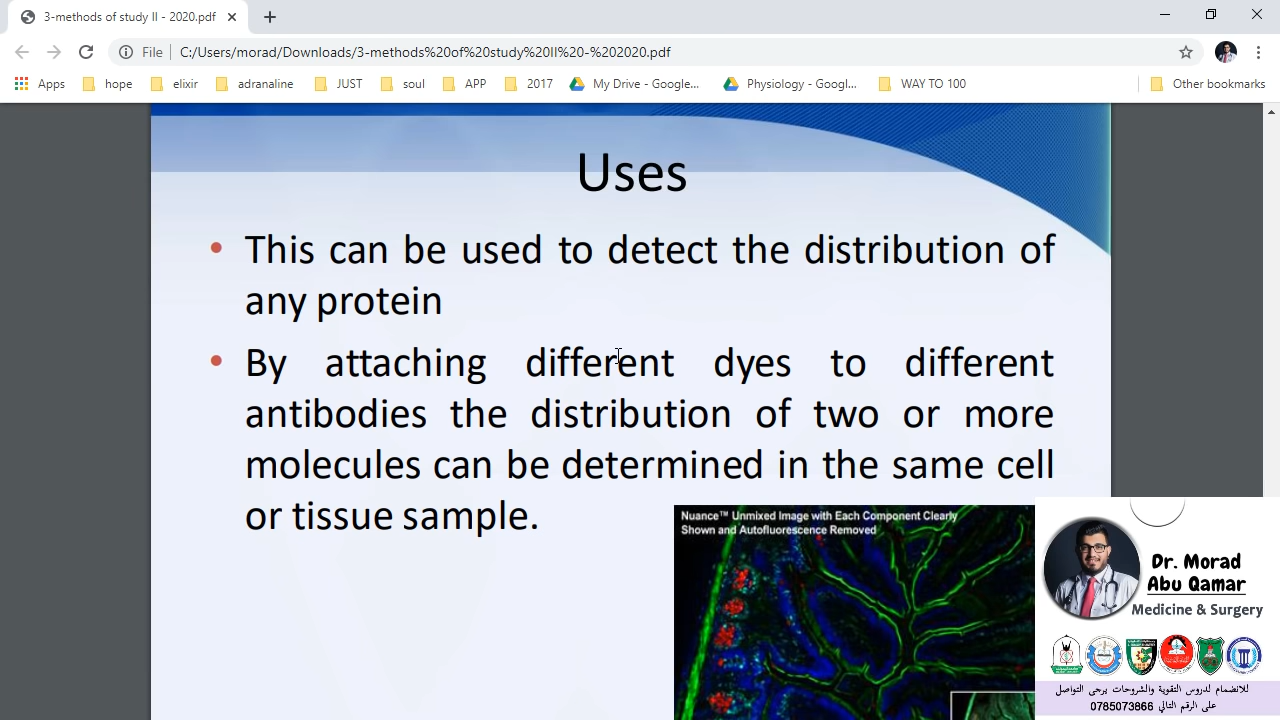 3-methods of study II - 2020.pdf
File
C:/Users/morad/Downloads/3-methods%20of%20study%20II%20-%202020.pdf
Apps hope elixir adranaline JUST soul APP 2017 My Drive - Google... Physiology - Googl... WAY TO 100 Other bookmarks
Uses
• This can be used to detect the distribution of
any protein
• By attaching different dyes to different
antibodies the distribution of two or more
molecules can be determined in the same cell
or tissue sample.
Nuance™ Unmixed Image with Each Component Clearly
Shown and Autofluorescence Removed
Dr. Morad
Abu Qamar
Medicine & Surgery
للانضمام لدروس التقوية والشروحات يرجى التواصل
على الرقم التالي 0785073866